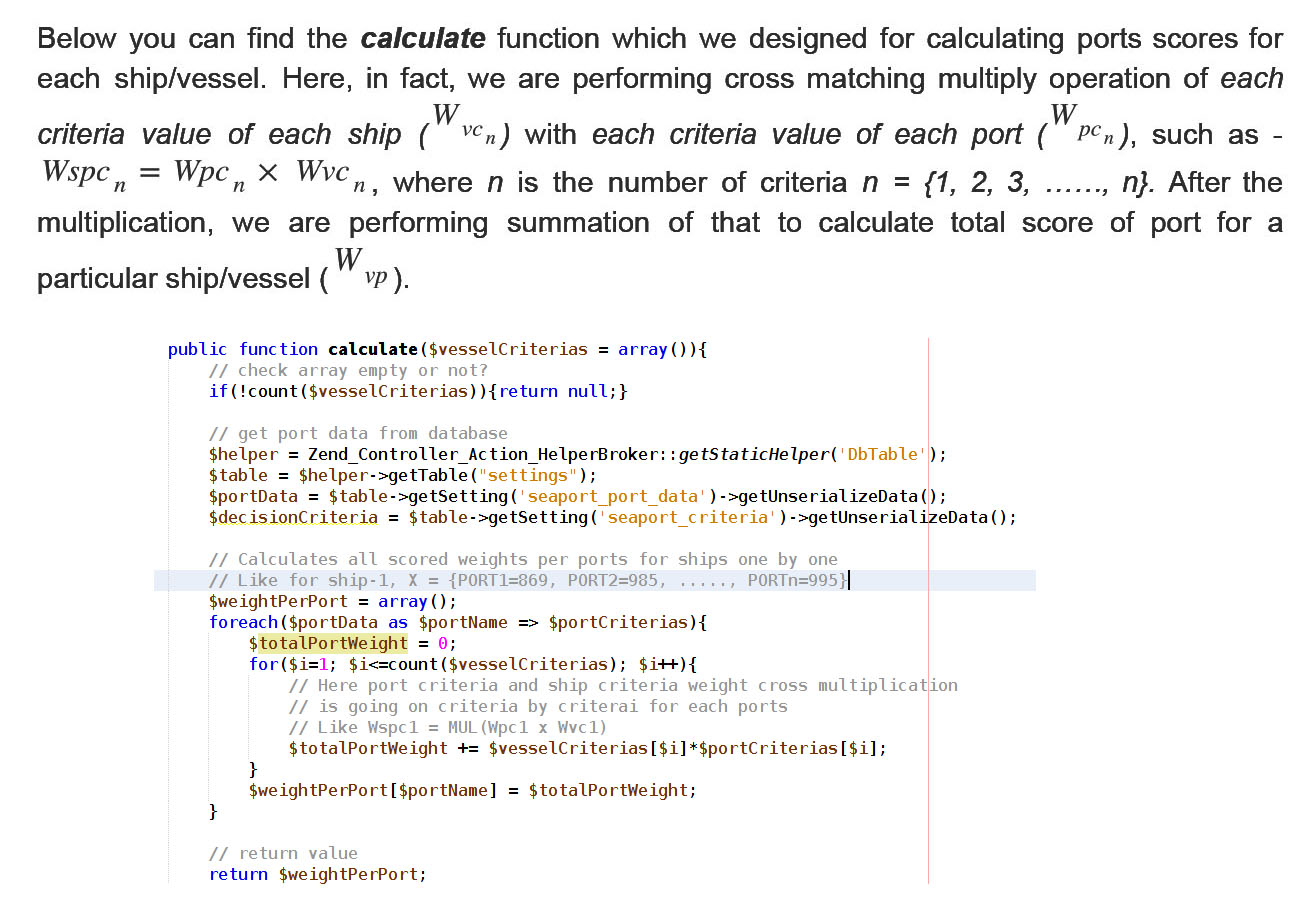 Below you can find the calculate function which we designed for calculating ports scores for
each ship/vessel. Here, in fact, we are performing cross matching multiply operation of each
criteria value of each ship (W vc n) with each criteria value of each port (W pc n), such as -
Wspc n = Wpc n × Wvc n, where n is the number of criteria n = {1, 2, 3, ......, n}. After the
multiplication, we are performing summation of that to calculate total score of port for a
particular ship/vessel (W vp).
public function calculate($vesselCriterias = array()){
// check array empty or not?
if(!count($vesselCriterias)){return null;}
// get port data from database
$helper = Zend_Controller_Action_HelperBroker::getStaticHelper('DbTable');
$table = $helper->getTable("settings");
$portData = $table->getSetting('seaport_port_data')->getUnserializeData();
$decisionCriteria = $table->getSetting('seaport_criteria')->getUnserializeData();
// Calculates all scored weights per ports for ships one by one
// Like for ship-1, X = {PORT1=869, PORT2=985, ....., PORTn=995}
$weightPerPort = array();
foreach($portData as $portName => $portCriterias){
$totalPortWeight = 0;
for($i=1; $i<=count($vesselCriterias); $i++){
// Here port criteria and ship criteria weight cross multiplication
// is going on criteria by criterai for each ports
// Like Wspc1 = MUL(Wpc1 x Wvc1)
$totalPortWeight += $vesselCriterias[$i]*$portCriterias[$i];
}
$weightPerPort[$portName] = $totalPortWeight;
}
// return value
return $weightPerPort;